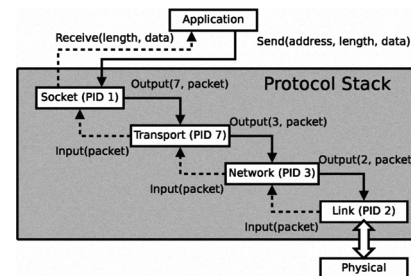 Application
Receive(length, data)
Send(address, length, data)
Protocol Stack
Output(7, packet)
Socket (PID 1)
Output(3, packet)
Transport (PID 7)
Input(packet)
Output(2, packet)
Network (PID 3)
Input(packet)
Link (PID 2)
Input(packet)
Physical